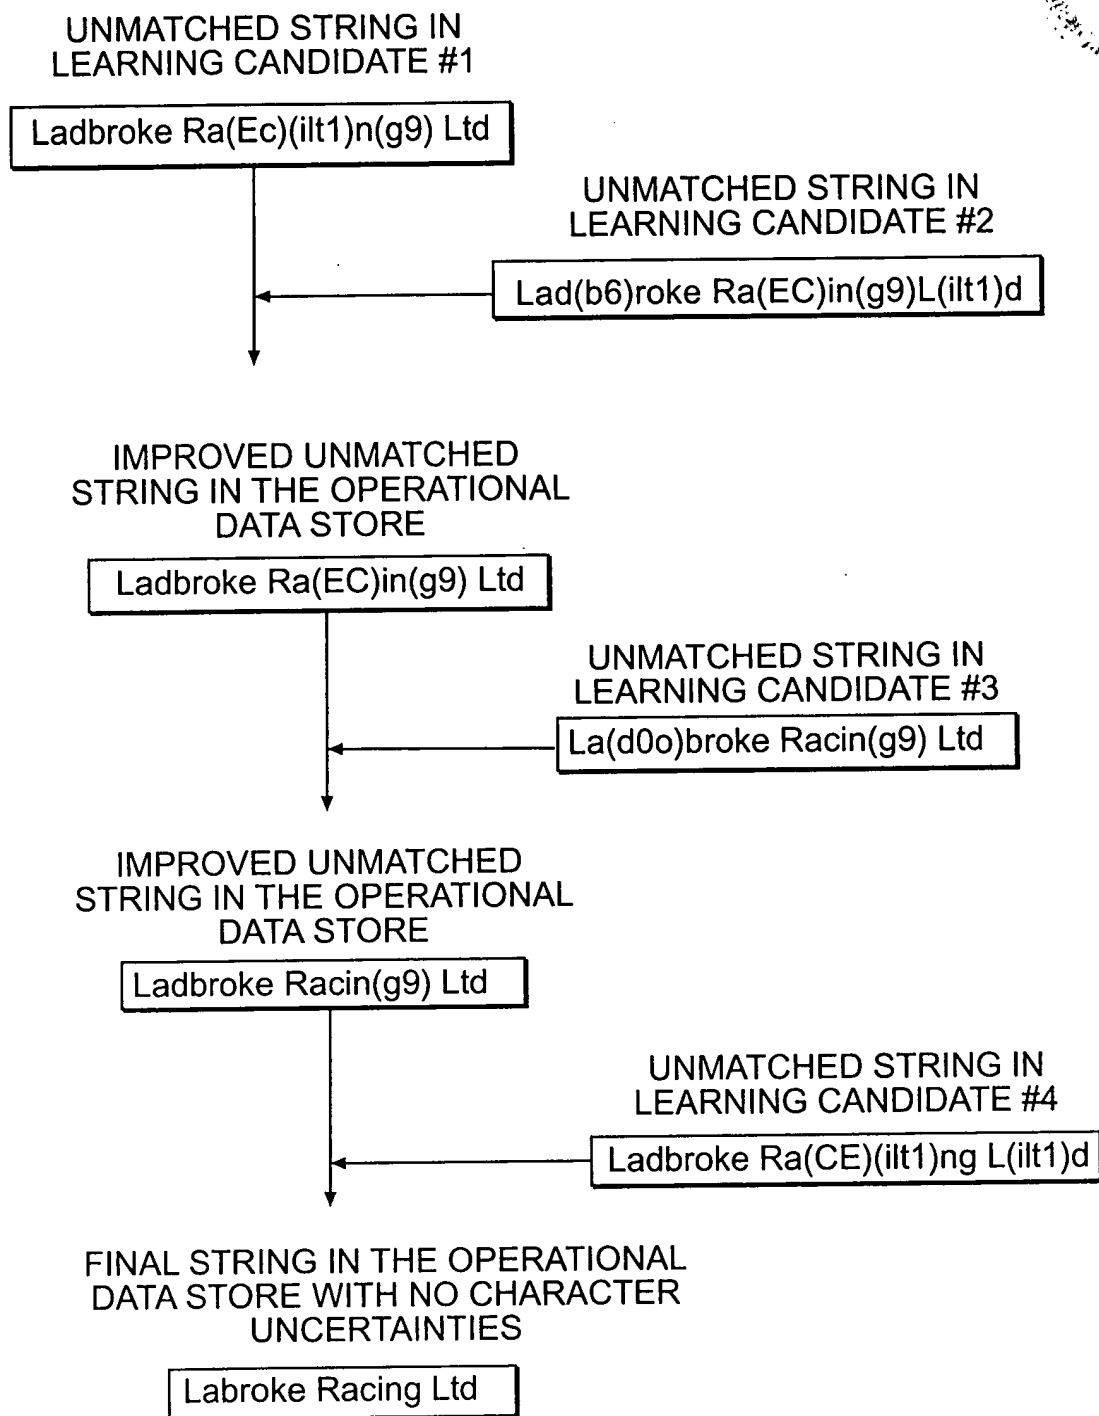 UNMATCHED STRING IN
LEARNING CANDIDATE #1
Ladbroke Ra(Ec)(ilt1)n(g9) Ltd
UNMATCHED STRING IN
LEARNING CANDIDATE #2
Lad(b6)roke Ra(EC)in(g9)L(ilt1)d
IMPROVED UNMATCHED
STRING IN THE OPERATIONAL
DATA STORE
Ladbroke Ra(EC)in(g9) Ltd
UNMATCHED STRING IN
LEARNING CANDIDATE #3
La(d0o)broke Racin(g9) Ltd
IMPROVED UNMATCHED
STRING IN THE OPERATIONAL
DATA STORE
Ladbroke Racin(g9) Ltd
UNMATCHED STRING IN
LEARNING CANDIDATE #4
Ladbroke Ra(CE)(ilt1)ng L(ilt1)d
FINAL STRING IN THE OPERATIONAL
DATA STORE WITH NO CHARACTER
UNCERTAINTIES
Labroke Racing Ltd